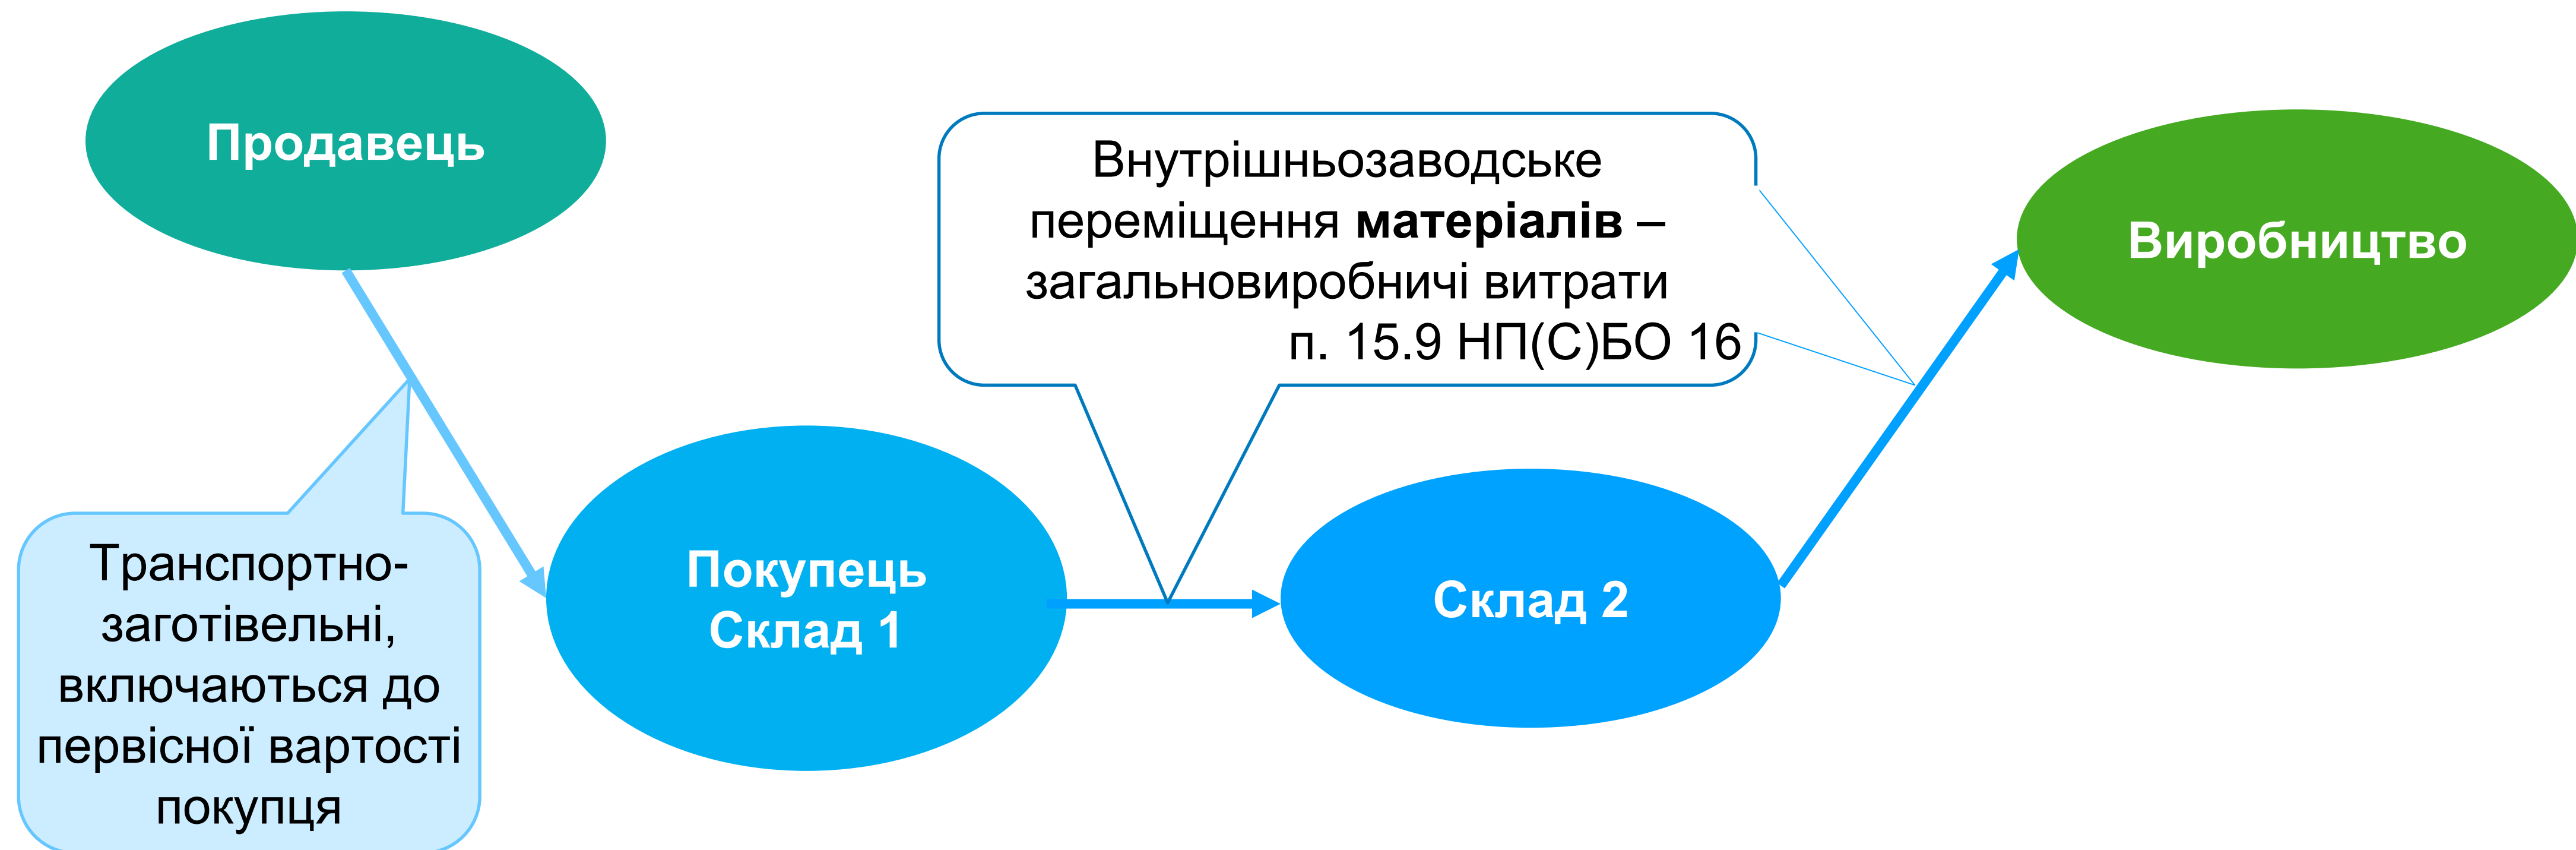 Продавець
Внутрішньозаводське
переміщення матеріалів –
загальновиробничі витрати
п. 15.9 НП(С)БО 16
Виробництво
Транспортно-
заготівельні,
включаються до
первісної вартості
покупця
Покупець
Склад 1
Склад 2